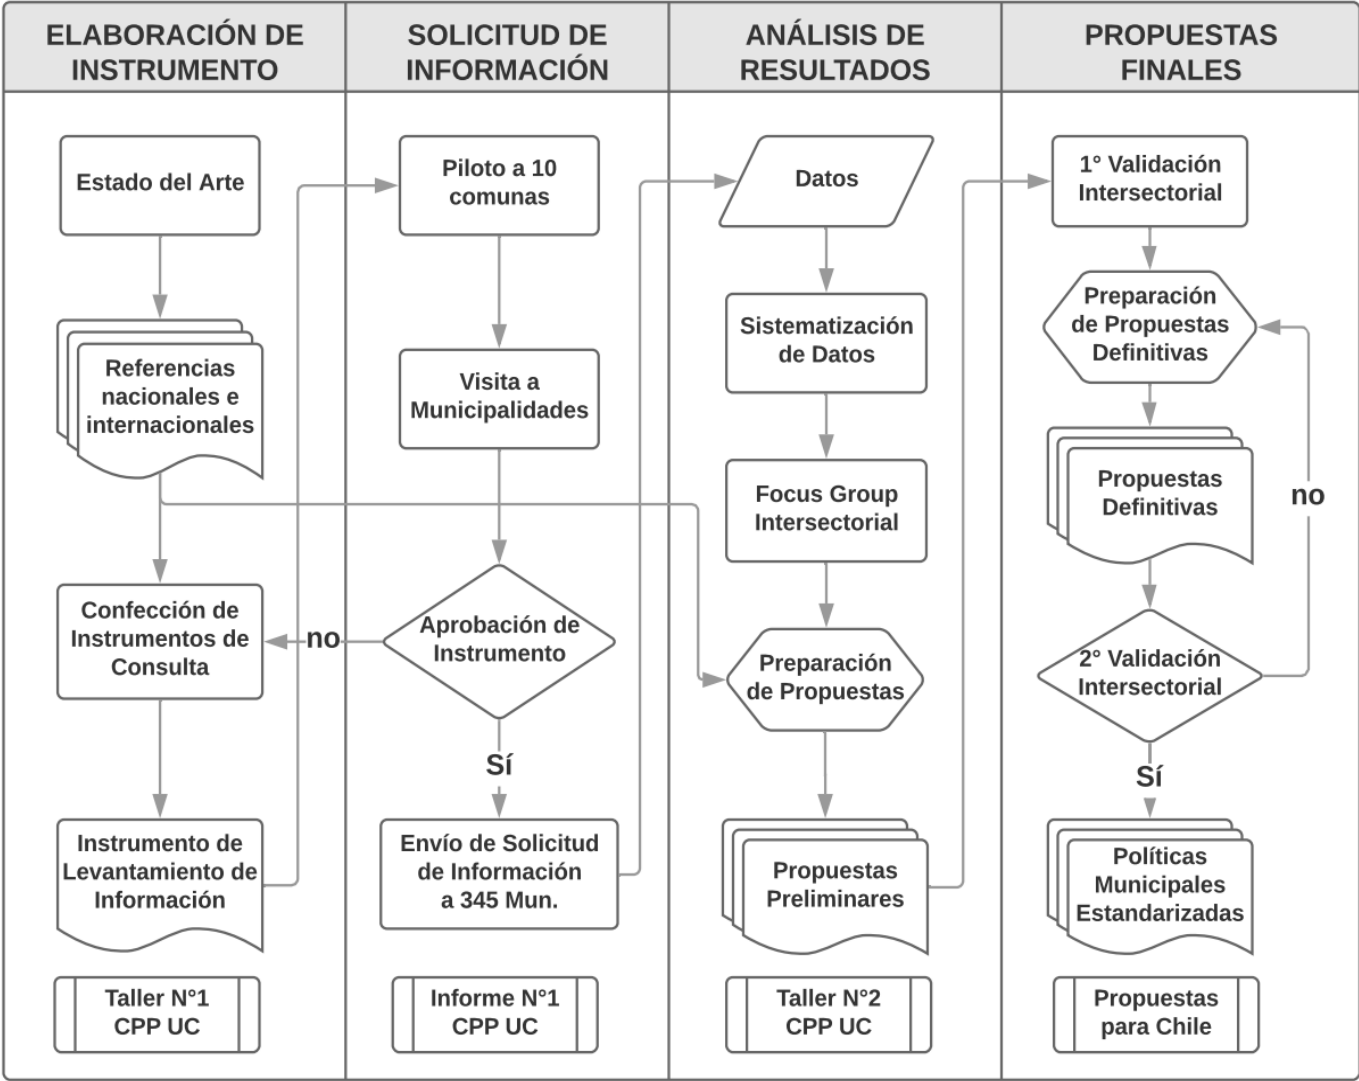 ELABORACIÓN DE
INSTRUMENTO
SOLICITUD DE
INFORMACIÓN
ANÁLISIS DE
RESULTADOS
PROPUESTAS
FINALES
Estado del Arte
Referencias
nacionales e
internacionales
Confección de
Instrumentos de
Consulta
Instrumento de
Levantamiento de
Información
Taller N°1
CPP UC
Piloto a 10
comunas
Visita a
Municipalidades
Aprobación de
Instrumento
no
Sí
Envío de Solicitud
de Información
a 345 Mun.
Informe N°1
CPP UC
Datos
Sistematización
de Datos
Focus Group
Intersectorial
Preparación
de Propuestas
Propuestas
Preliminares
Taller N°2
CPP UC
1° Validación
Intersectorial
Preparación
de Propuestas
Definitivas
Propuestas
Definitivas
no
2° Validación
Intersectorial
Sí
Políticas
Municipales
Estandarizadas
Propuestas
para Chile